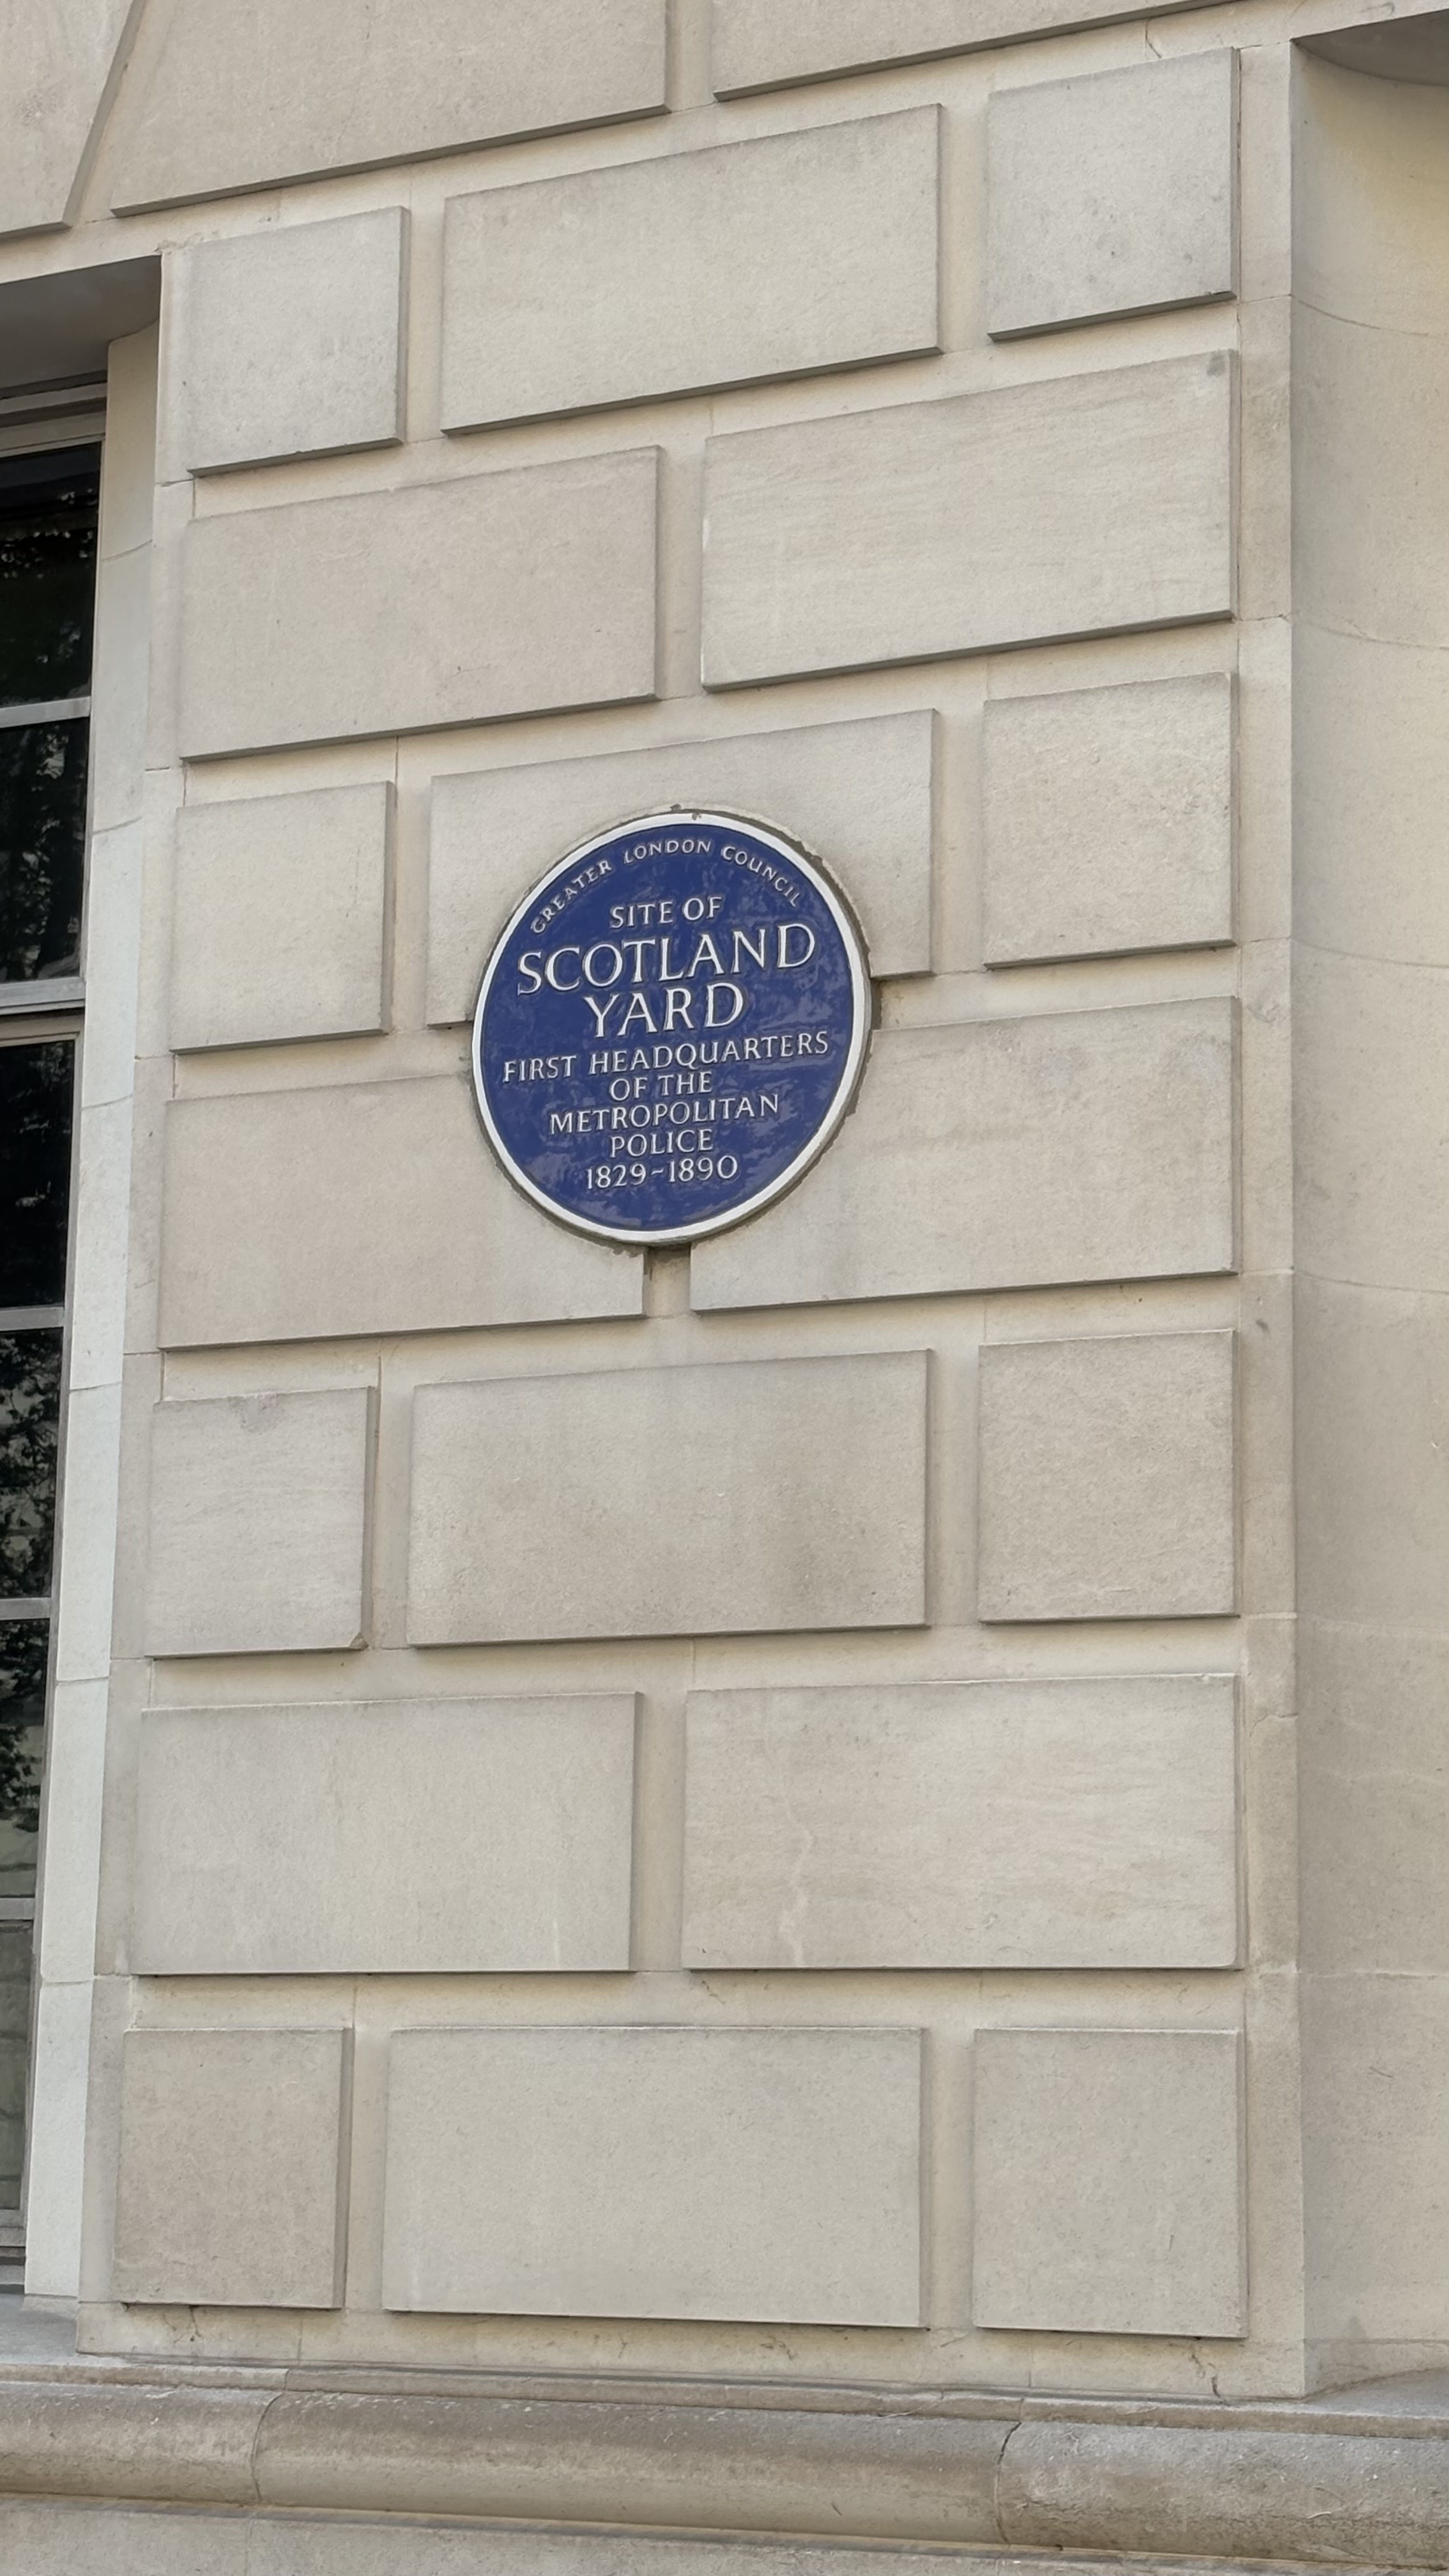 GREATER LONDON COUNCIL
SITE OF
SCOTLAND
YARD
FIRST HEADQUARTERS
OF THE
METROPOLITAN
POLICE
1829-1890